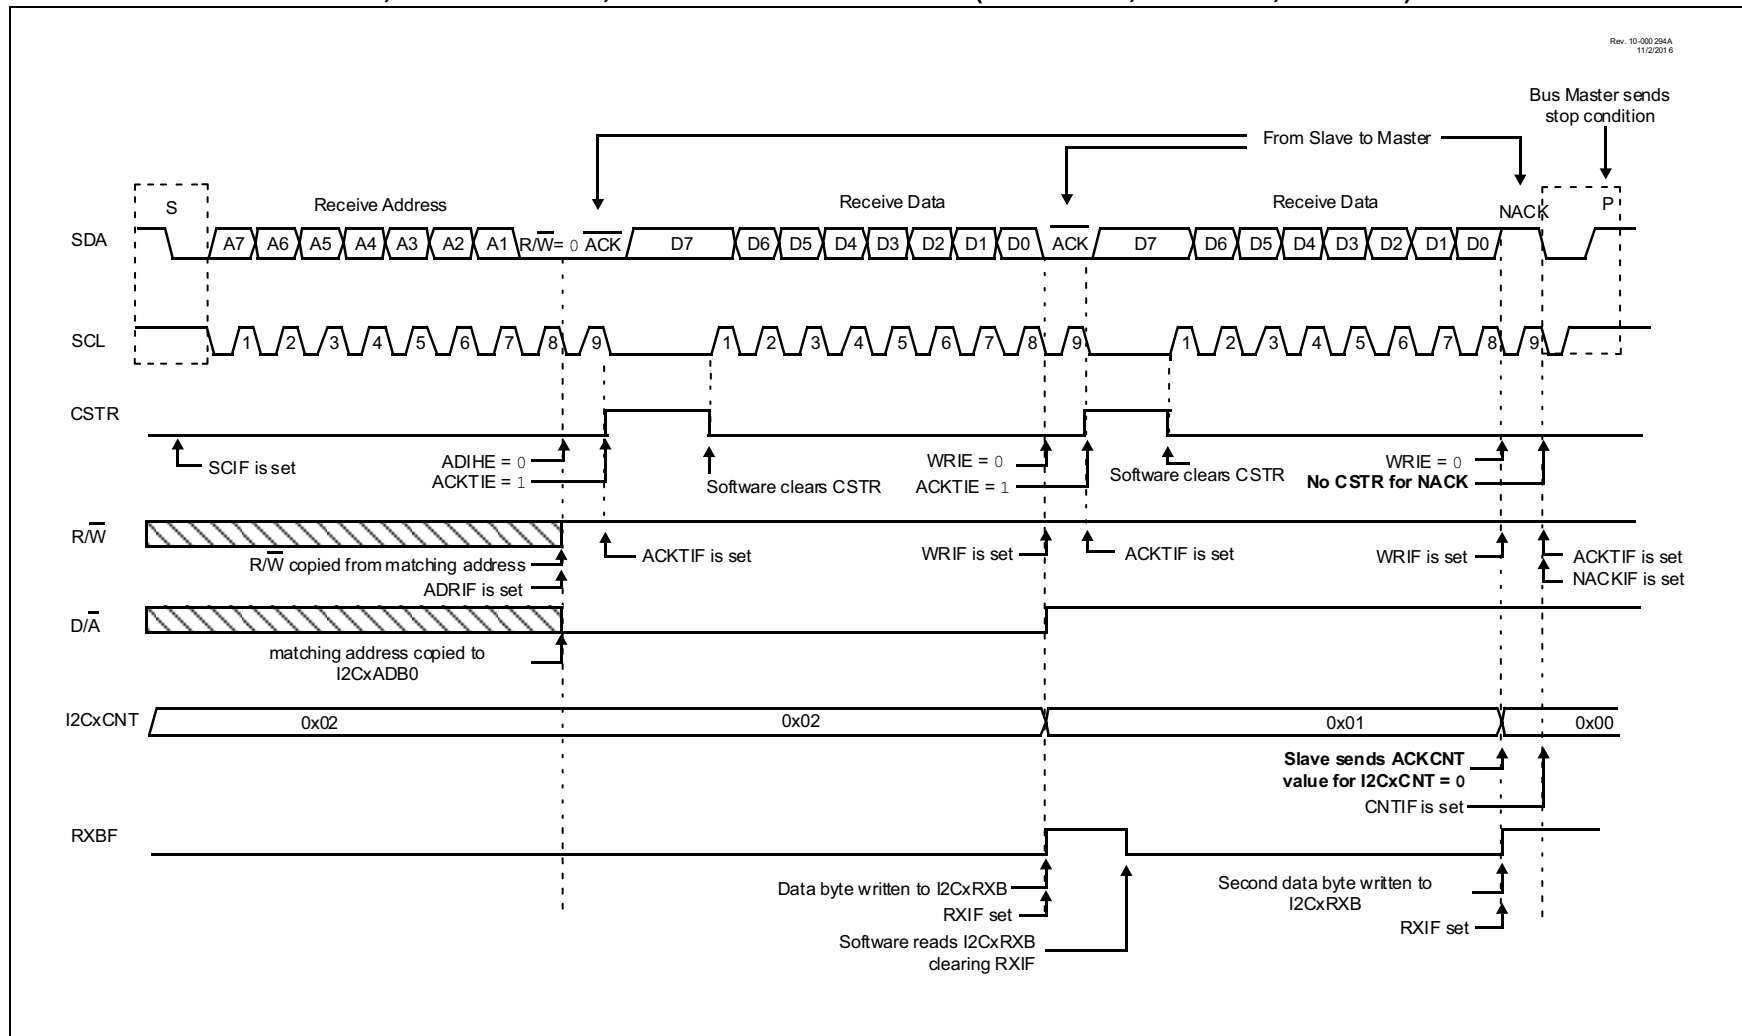 Rev. 10-000 294A
11/2/201 6
Bus Master sends
stop condition
From Slave to Master
S
Receive Address
Receive Data
Receive Data
NACK
P
SDA
A7 A6 A5 A4 A3 A2 A1 R/W̅= 0 A̅C̅K̅ D7 D6 D5 D4 D3 D2 D1 D0 A̅C̅K̅ D7 D6 D5 D4 D3 D2 D1 D0
SCL
1 2 3 4 5 6 7 8 9 1 2 3 4 5 6 7 8 9 1 2 3 4 5 6 7 8 9
CSTR
SCIF is set
ADIHE = 0
ACKTIE = 1
Software clears CSTR
WRIE = 0
ACKTIE = 1
Software clears CSTR
WRIE = 0
No CSTR for NACK
R/W̅
R/W̅ copied from matching address
ADRIF is set
ACKTIF is set
WRIF is set
ACKTIF is set
WRIF is set
ACKTIF is set
NACKIF is set
D/A̅
matching address copied to
I2CxADB0
I2CxCNT
0x02
0x02
0x01
0x00
Slave sends ACKCNT
value for I2CxCNT = 0
CNTIF is set
RXBF
Data byte written to I2CxRXB
RXIF set
Software reads I2CxRXB
clearing RXIF
Second data byte written to
I2CxRXB
RXIF set